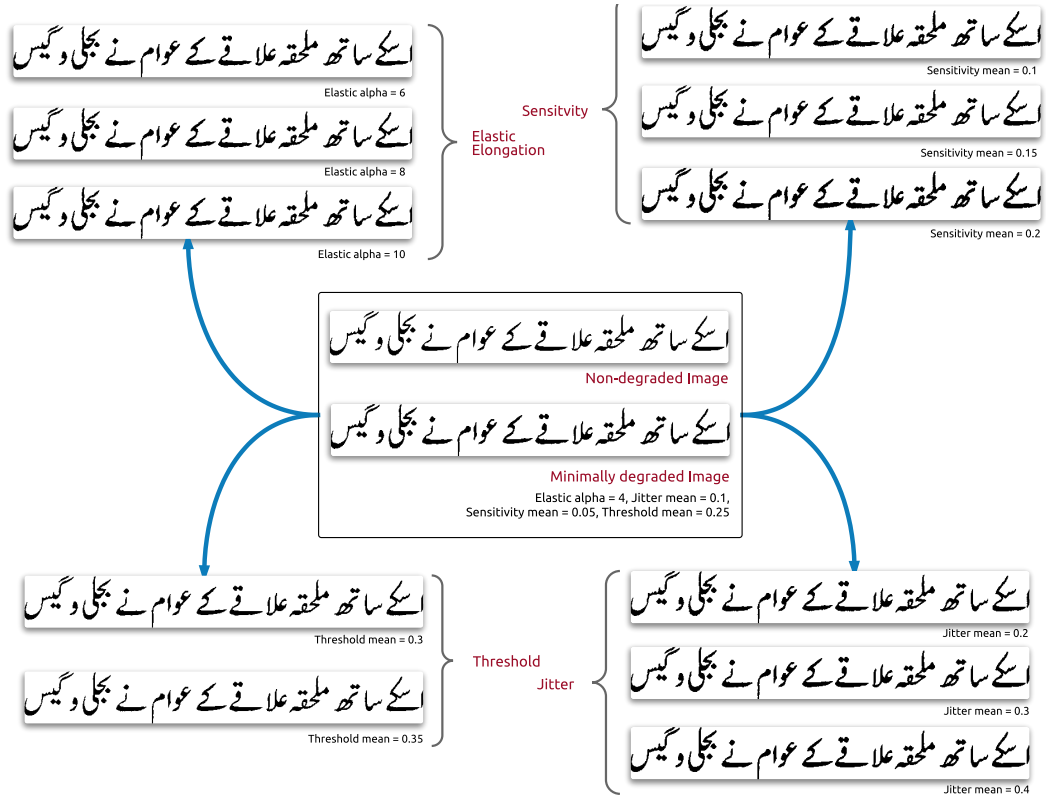 اسکے ساتھ ملحقہ علاقے کے عوام نے بجلی و گیس
Elastic alpha = 6
اسکے ساتھ ملحقہ علاقے کے عوام نے بجلی و گیس
Elastic alpha = 8
اسکے ساتھ ملحقہ علاقے کے عوام نے بجلی و گیس
Elastic alpha = 10
Elastic
Elongation
Sensitvity
اسکے ساتھ ملحقہ علاقے کے عوام نے بجلی و گیس
Sensitivity mean = 0.1
اسکے ساتھ ملحقہ علاقے کے عوام نے بجلی و گیس
Sensitivity mean = 0.15
اسکے ساتھ ملحقہ علاقے کے عوام نے بجلی و گیس
Sensitivity mean = 0.2
اسکے ساتھ ملحقہ علاقے کے عوام نے بجلی و گیس
Non-degraded Image
اسکے ساتھ ملحقہ علاقے کے عوام نے بجلی و گیس
Minimally degraded Image
Elastic alpha = 4, Jitter mean = 0.1,
Sensitivity mean = 0.05, Threshold mean = 0.25
اسکے ساتھ ملحقہ علاقے کے عوام نے بجلی و گیس
Threshold mean = 0.3
اسکے ساتھ ملحقہ علاقے کے عوام نے بجلی و گیس
Threshold mean = 0.35
Threshold
Jitter
اسکے ساتھ ملحقہ علاقے کے عوام نے بجلی و گیس
Jitter mean = 0.2
اسکے ساتھ ملحقہ علاقے کے عوام نے بجلی و گیس
Jitter mean = 0.3
اسکے ساتھ ملحقہ علاقے کے عوام نے بجلی و گیس
Jitter mean = 0.4